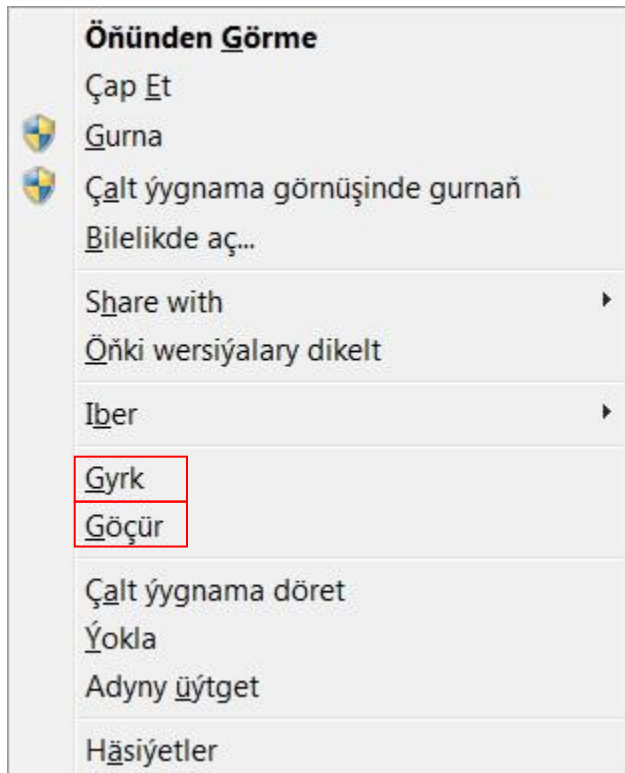 Öňünden Görme
Çap Et
Gurna
Çalt ýygnama görnüşinde gurnaň
Bilelikde aç...
Share with
Öňki wersiýalary dikelt
Iber
Gyrk
Göçür
Çalt ýygnama döret
Ýokla
Adyny üýtget
Häsiýetler